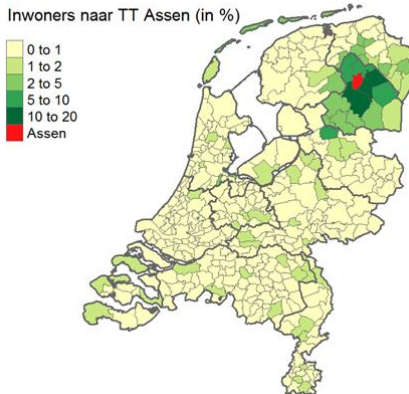 Inwoners naar TT Assen (in %)
0 to 1
1 to 2
2 to 5
5 to 10
10 to 20
Assen